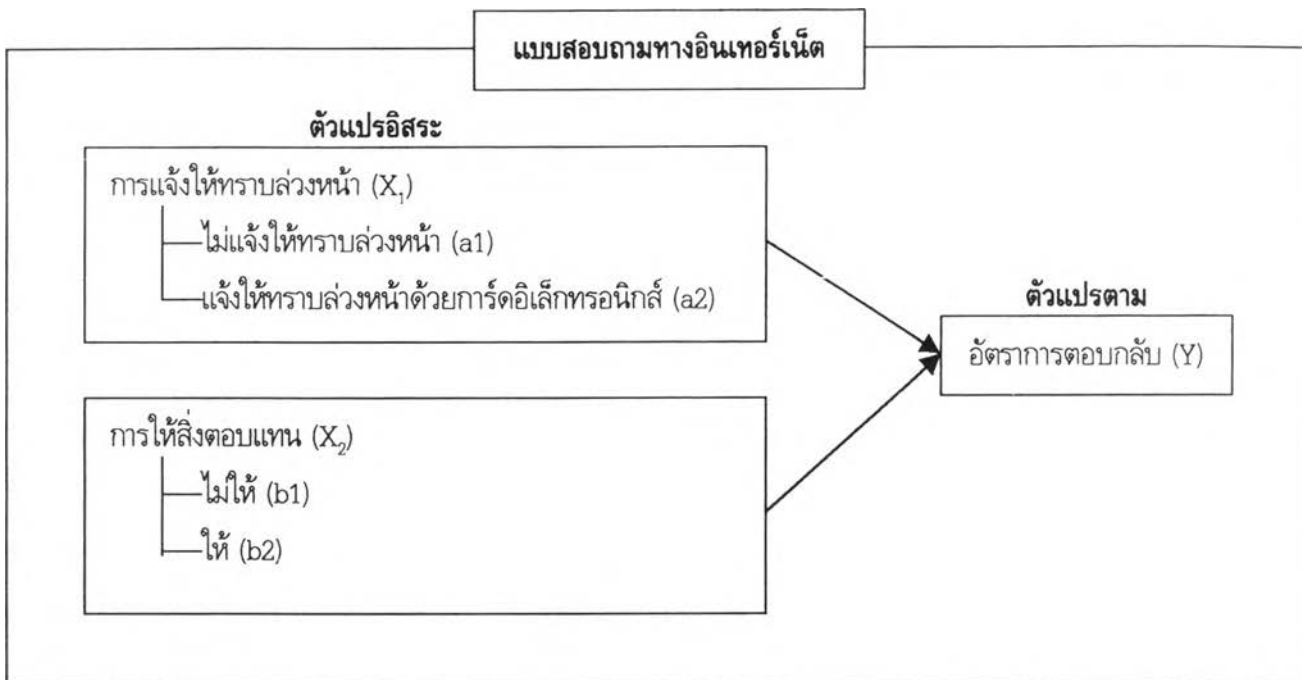 แบบสอบถามทางอินเทอร์เน็ต
ตัวแปรอิสระ
การแจ้งให้ทราบล่วงหน้า (X₁)
ไม่แจ้งให้ทราบล่วงหน้า (a1)
แจ้งให้ทราบล่วงหน้าด้วยการ์ดอิเล็กทรอนิกส์ (a2)
ตัวแปรตาม
อัตราการตอบกลับ (Y)
การให้สิ่งตอบแทน (X₂)
ไม่ให้ (b1)
ให้ (b2)